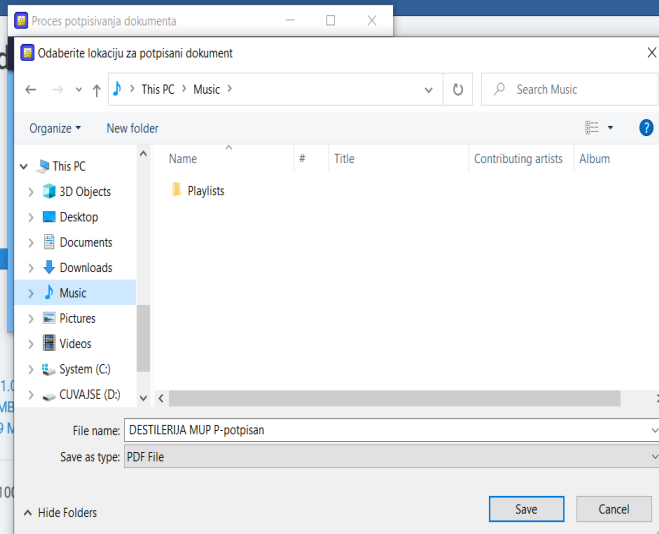 Proces potpisivanja dokumenta
Odaberite lokaciju za potpisani dokument
This PC > Music >
Search Music
Organize
New folder
Name # Title Contributing artists Album
This PC
3D Objects
Desktop
Documents
Downloads
Music
Pictures
Videos
System (C:)
CUVAJSE (D:)
Playlists
File name: DESTILERIJA MUP P-potpisan
Save as type: PDF File
Hide Folders
Save
Cancel